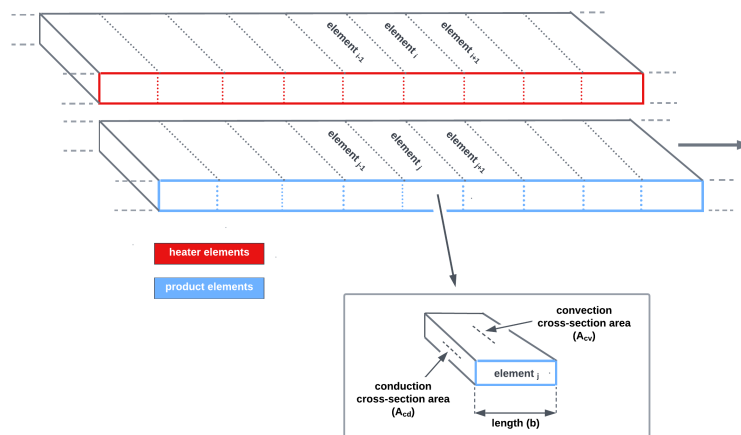 element i-1
element i
element i+1
element j-1
element j
element j+1
heater elements
product elements
convection
cross-section area
(Acv)
element j
conduction
cross-section area
(Acd)
length (b)